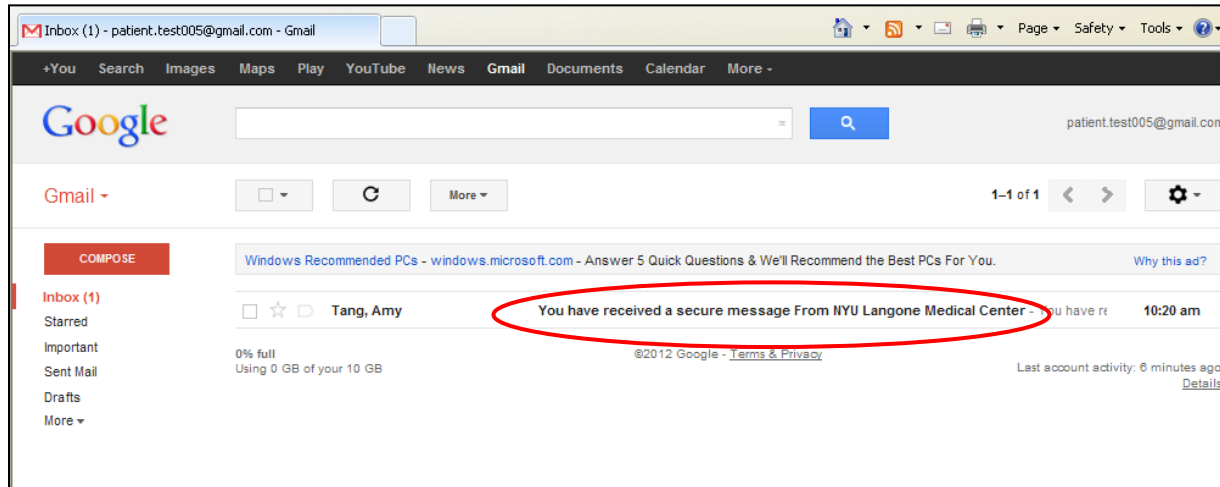 Inbox (1) - patient.test005@gmail.com - Gmail
Page Safety Tools
+You Search Images Maps Play YouTube News Gmail Documents Calendar More
Google
patient.test005@gmail.com
Gmail
More
1–1 of 1
COMPOSE
Windows Recommended PCs - windows.microsoft.com - Answer 5 Quick Questions & We'll Recommend the Best PCs For You.
Why this ad?
Inbox (1)
Tang, Amy You have received a secure message From NYU Langone Medical Center - You have re 10:20 am
Starred
Important
0% full
©2012 Google - Terms & Privacy
Using 0 GB of your 10 GB
Last account activity: 6 minutes ago
Sent Mail
Details
Drafts
More